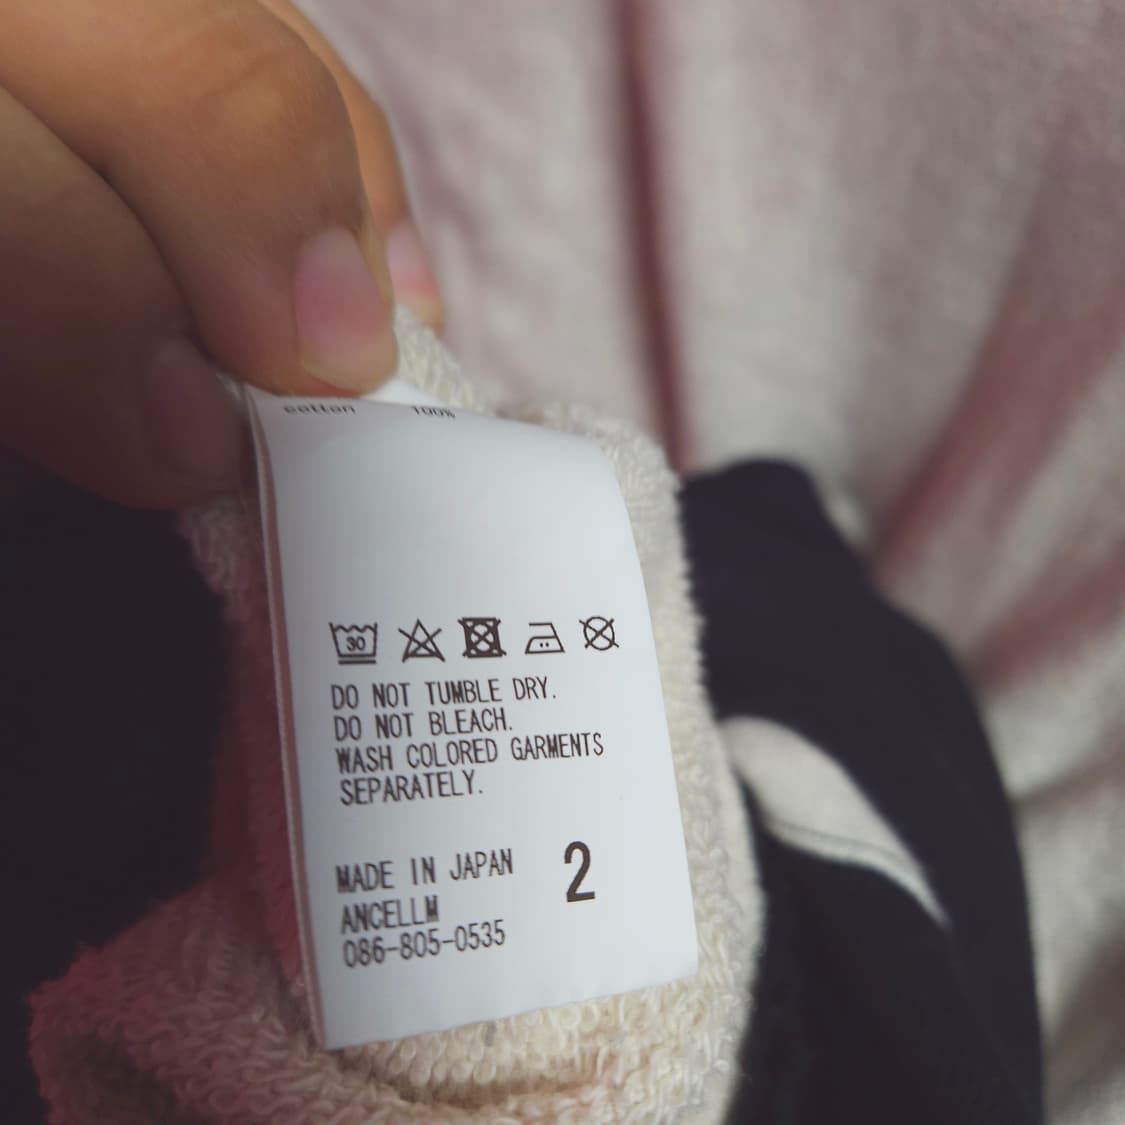 cotton 100%
30
DO NOT TUMBLE DRY.
DO NOT BLEACH.
WASH COLORED GARMENTS
SEPARATELY.
MADE IN JAPAN 2
ANCELLM
086-805-0535